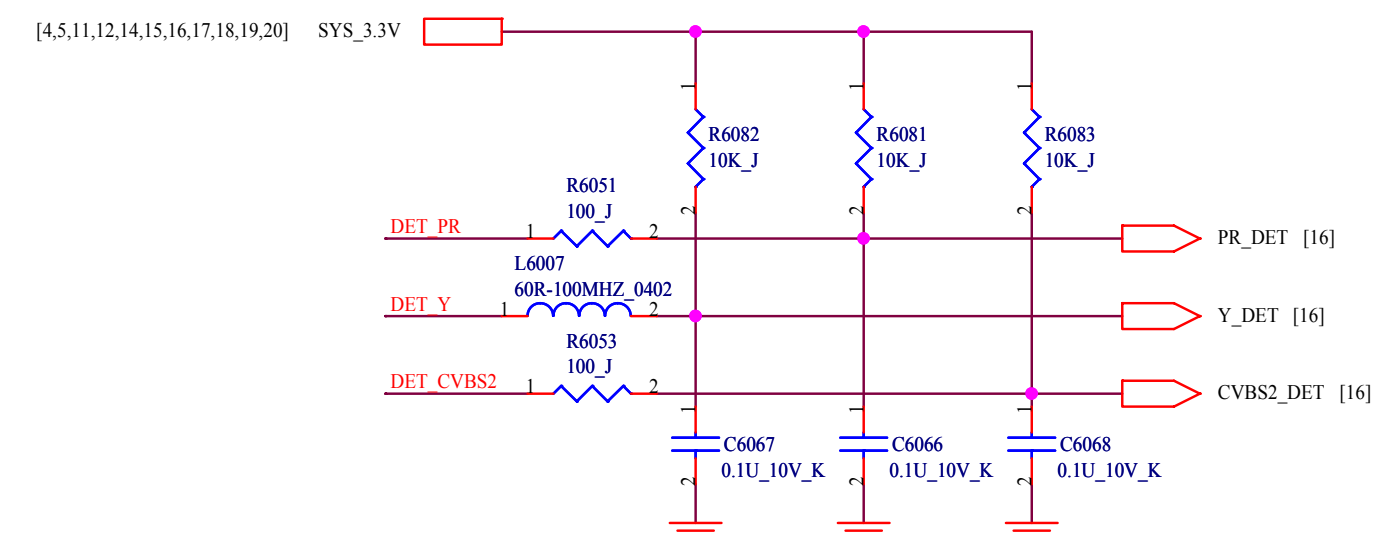 [4,5,11,12,14,15,16,17,18,19,20] SYS_3.3V
1 1 1
R6082 R6081 R6083
10K_J 10K_J 10K_J
R6051
100_J
2 2 2
DET_PR 1 2 PR_DET [16]
L6007
60R-100MHZ_0402
DET_Y 1 2 Y_DET [16]
R6053
100_J
DET_CVBS2 1 2 CVBS2_DET [16]
1 1 1
C6067 C6066 C6068
0.1U_10V_K 0.1U_10V_K 0.1U_10V_K
2 2 2